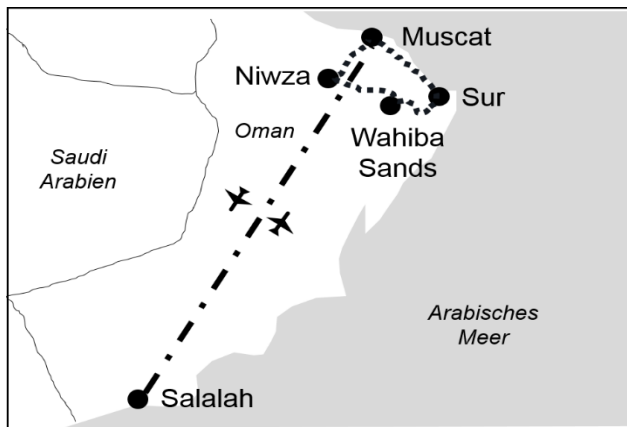 Muscat
Niwza
Sur
Oman
Wahiba
Sands
Saudi
Arabien
Arabisches
Meer
Salalah